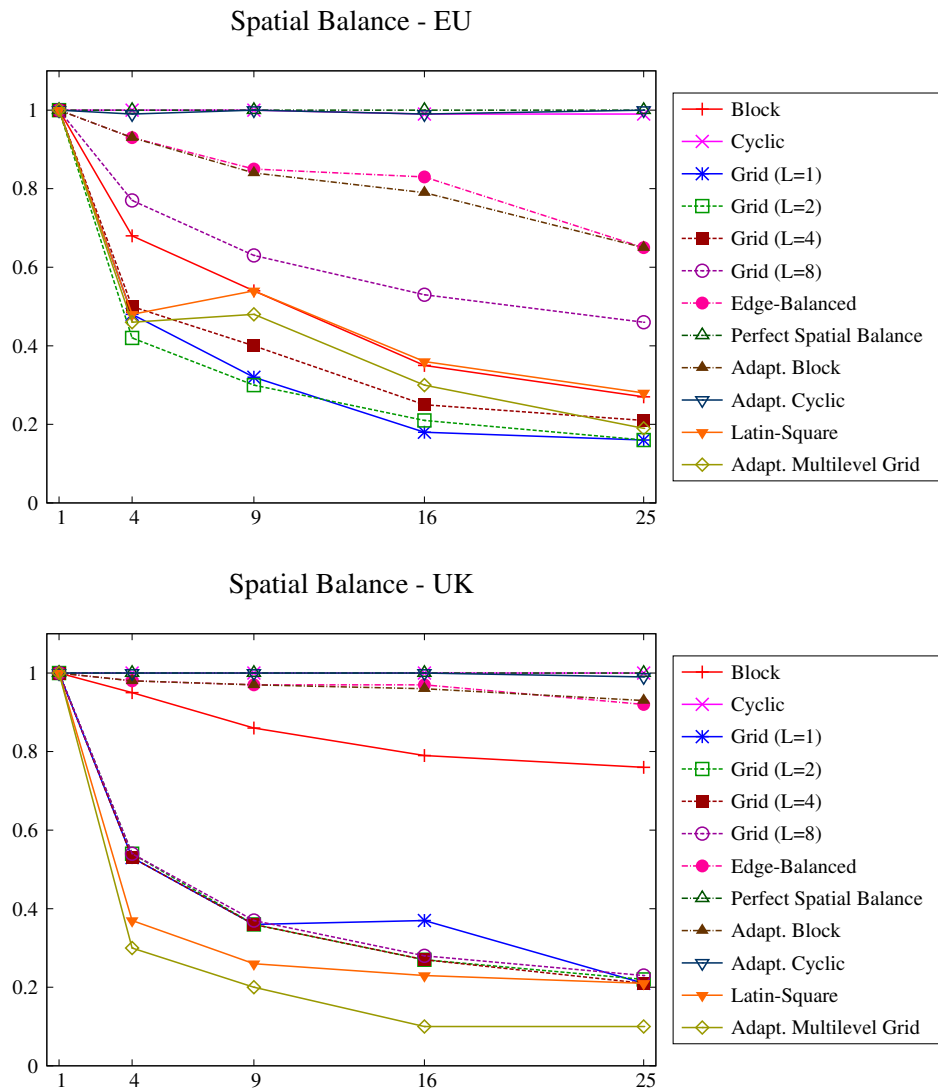 Spatial Balance - EU
1
0.8
0.6
0.4
0.2
0
1 4 9 16 25
Block
Cyclic
Grid (L=1)
Grid (L=2)
Grid (L=4)
Grid (L=8)
Edge-Balanced
Perfect Spatial Balance
Adapt. Block
Adapt. Cyclic
Latin-Square
Adapt. Multilevel Grid
Spatial Balance - UK
1
0.8
0.6
0.4
0.2
0
1 4 9 16 25
Block
Cyclic
Grid (L=1)
Grid (L=2)
Grid (L=4)
Grid (L=8)
Edge-Balanced
Perfect Spatial Balance
Adapt. Block
Adapt. Cyclic
Latin-Square
Adapt. Multilevel Grid